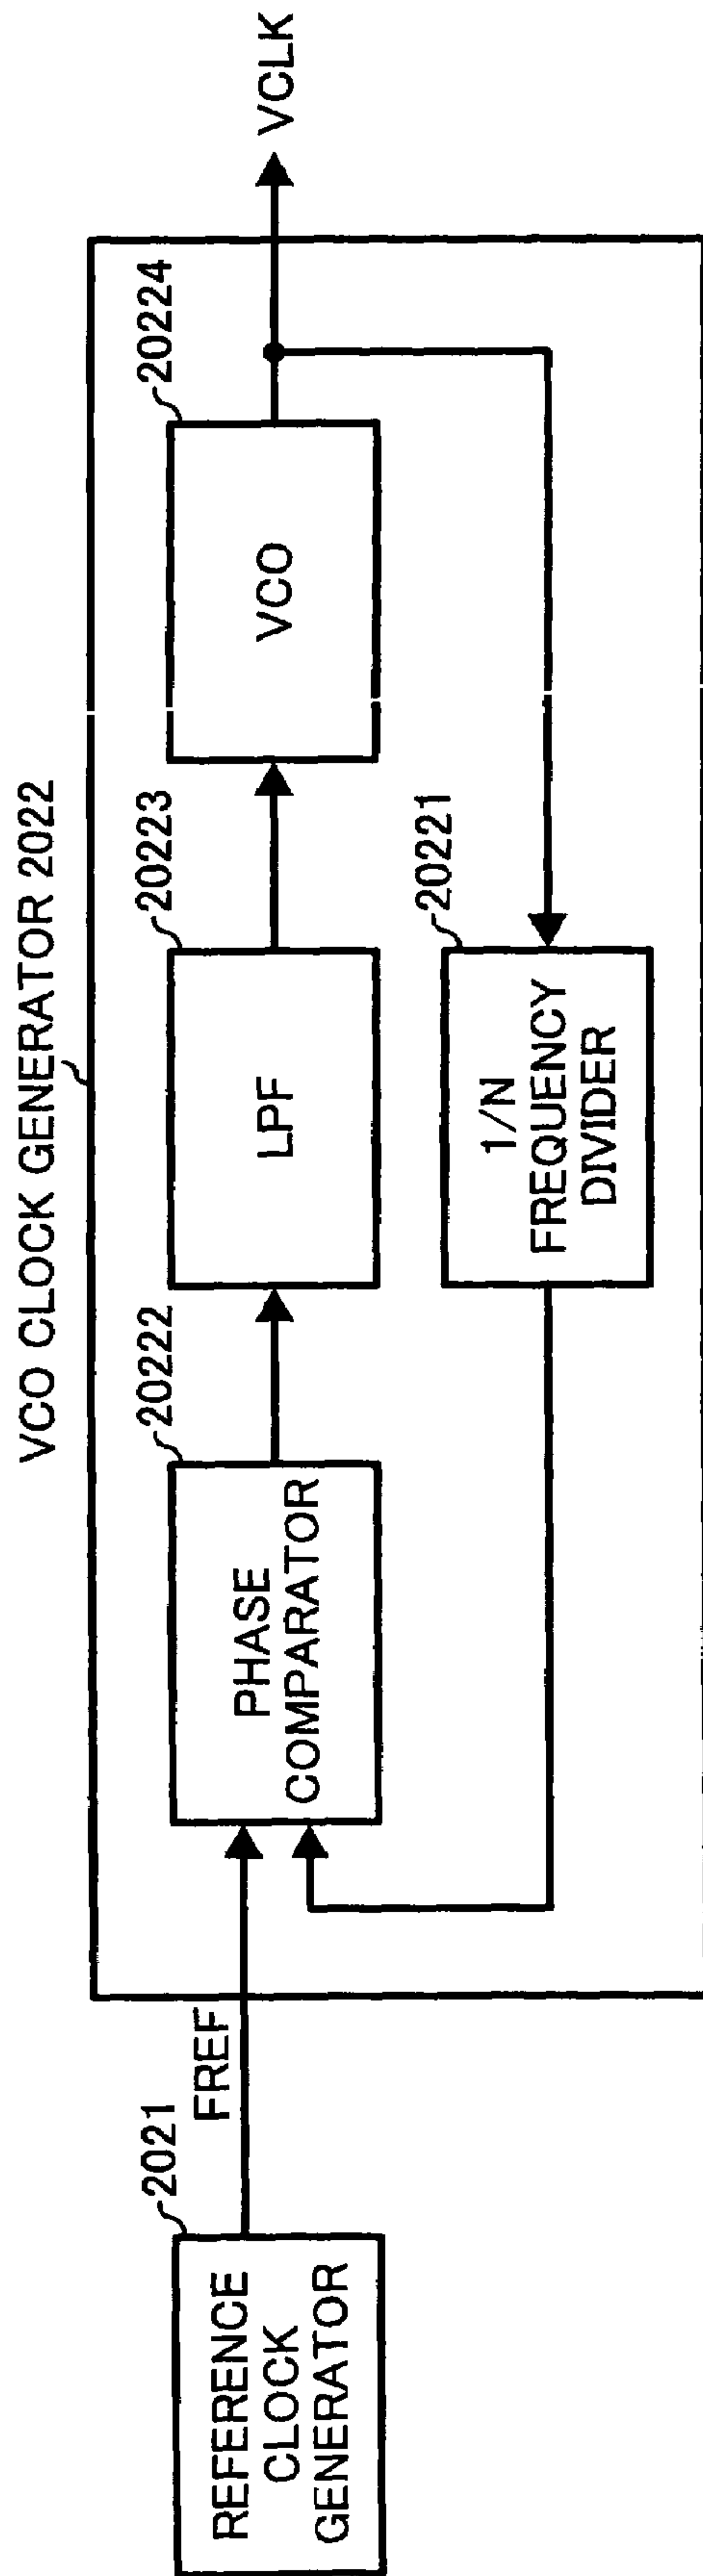 VCO CLOCK GENERATOR 2022
2021
REFERENCE
CLOCK
GENERATOR
FREF
20222
PHASE
COMPARATOR
20223
LPF
20224
VCO
VCLK
20221
1/N
FREQUENCY
DIVIDER